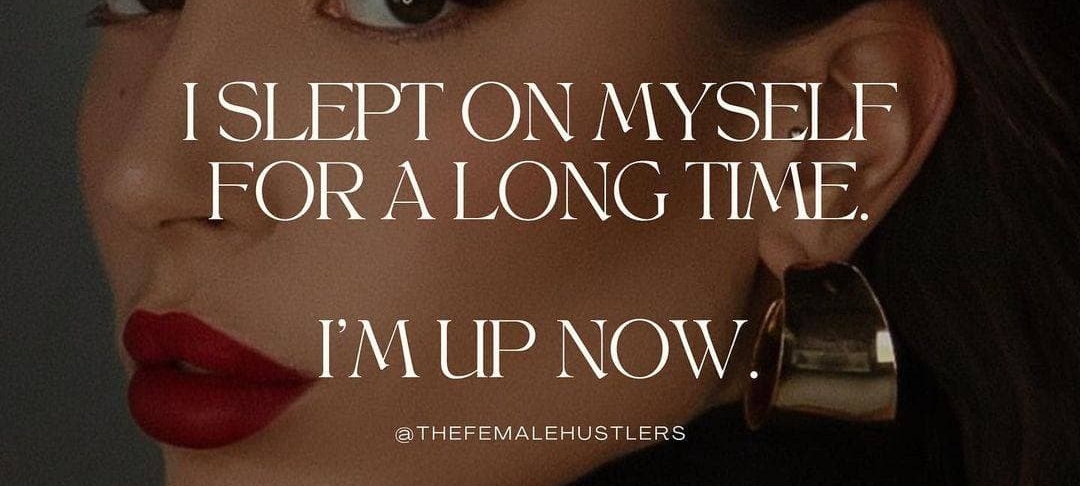 I SLEPT ON MYSELF
FOR A LONG TIME.
I'M UP NOW.
@THEFEMALEHUSTLERS